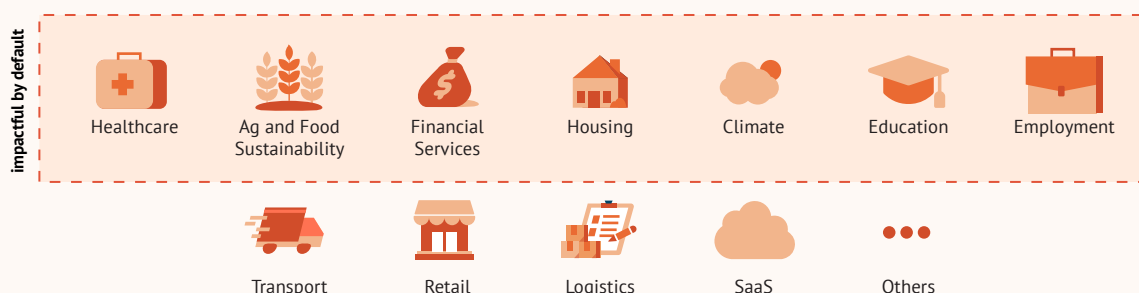 impactful by default
Healthcare
Ag and Food
Sustainability
Financial
Services
Housing
Climate
Education
Employment
Transport
Retail
Logistics
SaaS
Others